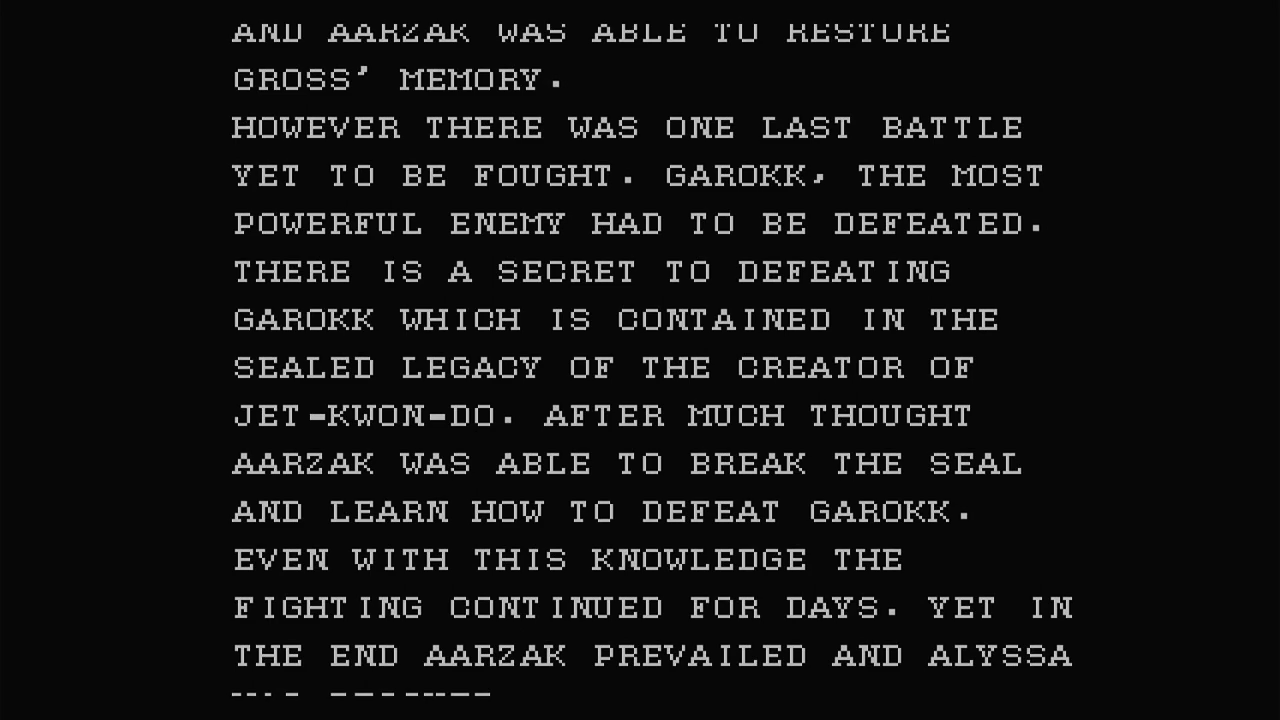 AND AARZAK WAS ABLE TO RESTORE
GROSS' MEMORY.
HOWEVER THERE WAS ONE LAST BATTLE
YET TO BE FOUGHT. GAROKK, THE MOST
POWERFUL ENEMY HAD TO BE DEFEATED.
THERE IS A SECRET TO DEFEATING
GAROKK WHICH IS CONTAINED IN THE
SEALED LEGACY OF THE CREATOR OF
JET-KWON-DO. AFTER MUCH THOUGHT
AARZAK WAS ABLE TO BREAK THE SEAL
AND LEARN HOW TO DEFEAT GAROKK.
EVEN WITH THIS KNOWLEDGE THE
FIGHTING CONTINUED FOR DAYS. YET IN
THE END AARZAK PREVAILED AND ALYSSA